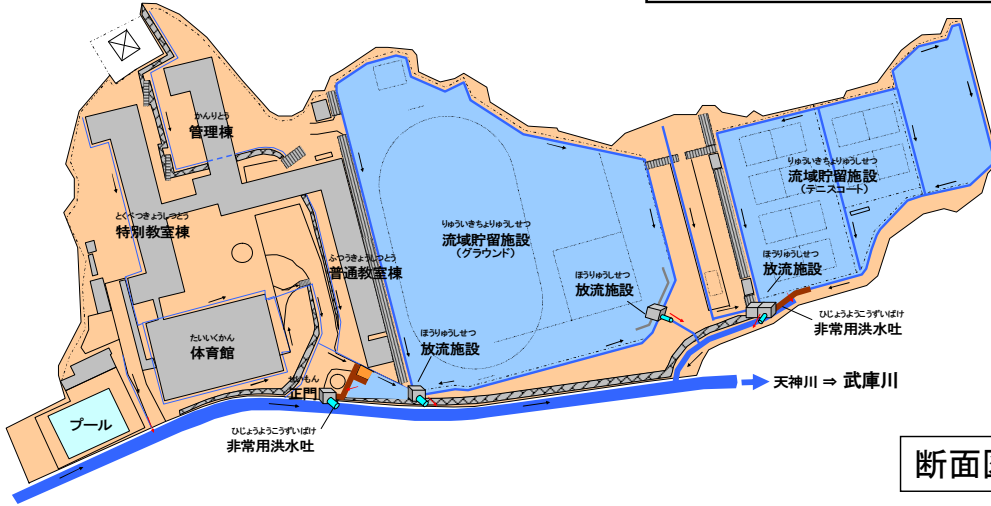 かんりとう
管理棟
とくべつきょうしつとう
特別教室棟
りゅういきちょりゅうしせつ
流域貯留施設
(グラウンド)
りゅういきちょりゅうしせつ
流域貯留施設
(テニスコート)
ふつうきょうしつとう
普通教室棟
ほうりゅうしせつ
放流施設
ほうりゅうしせつ
放流施設
ひじょうようこうずいばけ
非常用洪水吐
たいいくかん
体育館
ほうりゅうしせつ
放流施設
せいもん
正門
天神川 ⇒ 武庫川
プール
ひじょうようこうずいばけ
非常用洪水吐
断面